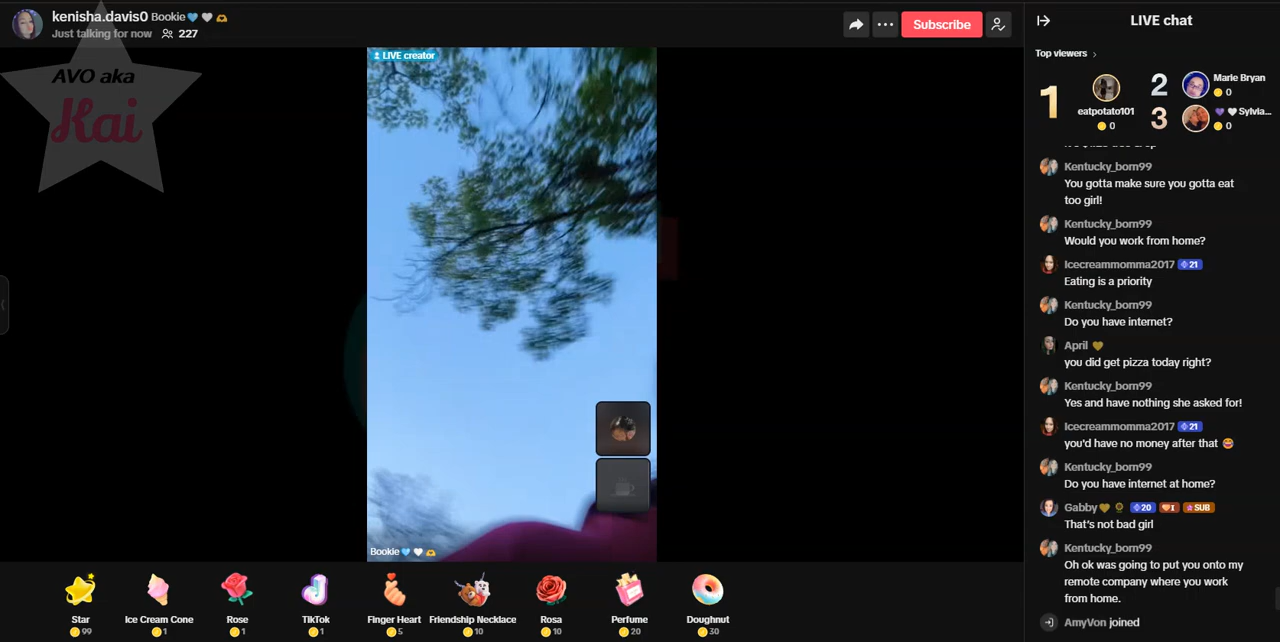 kenisha.davis0 Bookie
Just talking for now 227
AVO aka
Kai
Subscribe
LIVE creator
Bookie
LIVE chat
Top viewers
1
eatpotato101
0
2
Marie Bryan
0
3
Sylvia...
0
Kentucky_born99
You gotta make sure you gotta eat
too girl!
Kentucky_born99
Would you work from home?
Icecreammomma2017 21
Eating is a priority
Kentucky_born99
Do you have internet?
April
you did get pizza today right?
Kentucky_born99
Yes and have nothing she asked for!
Icecreammomma2017 21
you'd have no money after that
Kentucky_born99
Do you have internet at home?
Gabby 20 I SUB
That's not bad girl
Kentucky_born99
Oh ok was going to put you onto my
remote company where you work
from home.
AmyVon joined
Star
99
Ice Cream Cone
1
Rose
1
TikTok
1
Finger Heart
5
Friendship Necklace
10
Rosa
10
Perfume
20
Doughnut
30